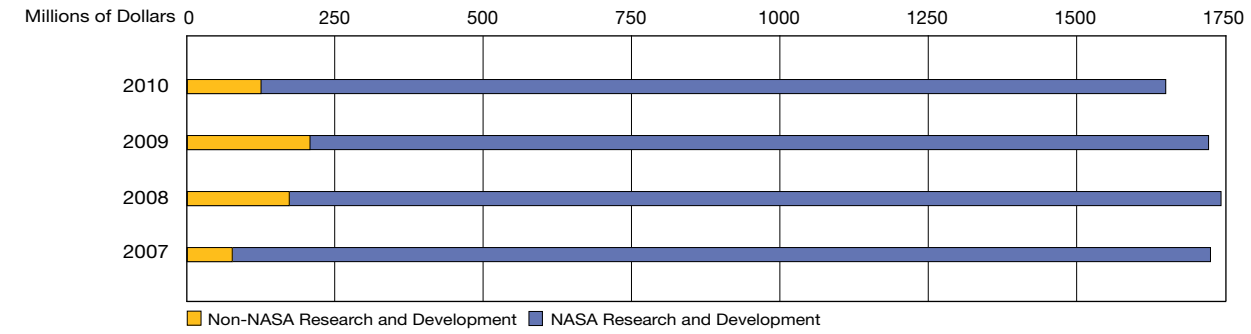 Millions of Dollars 0 250 500 750 1000 1250 1500 1750
2010
2009
2008
2007
Non-NASA Research and Development NASA Research and Development